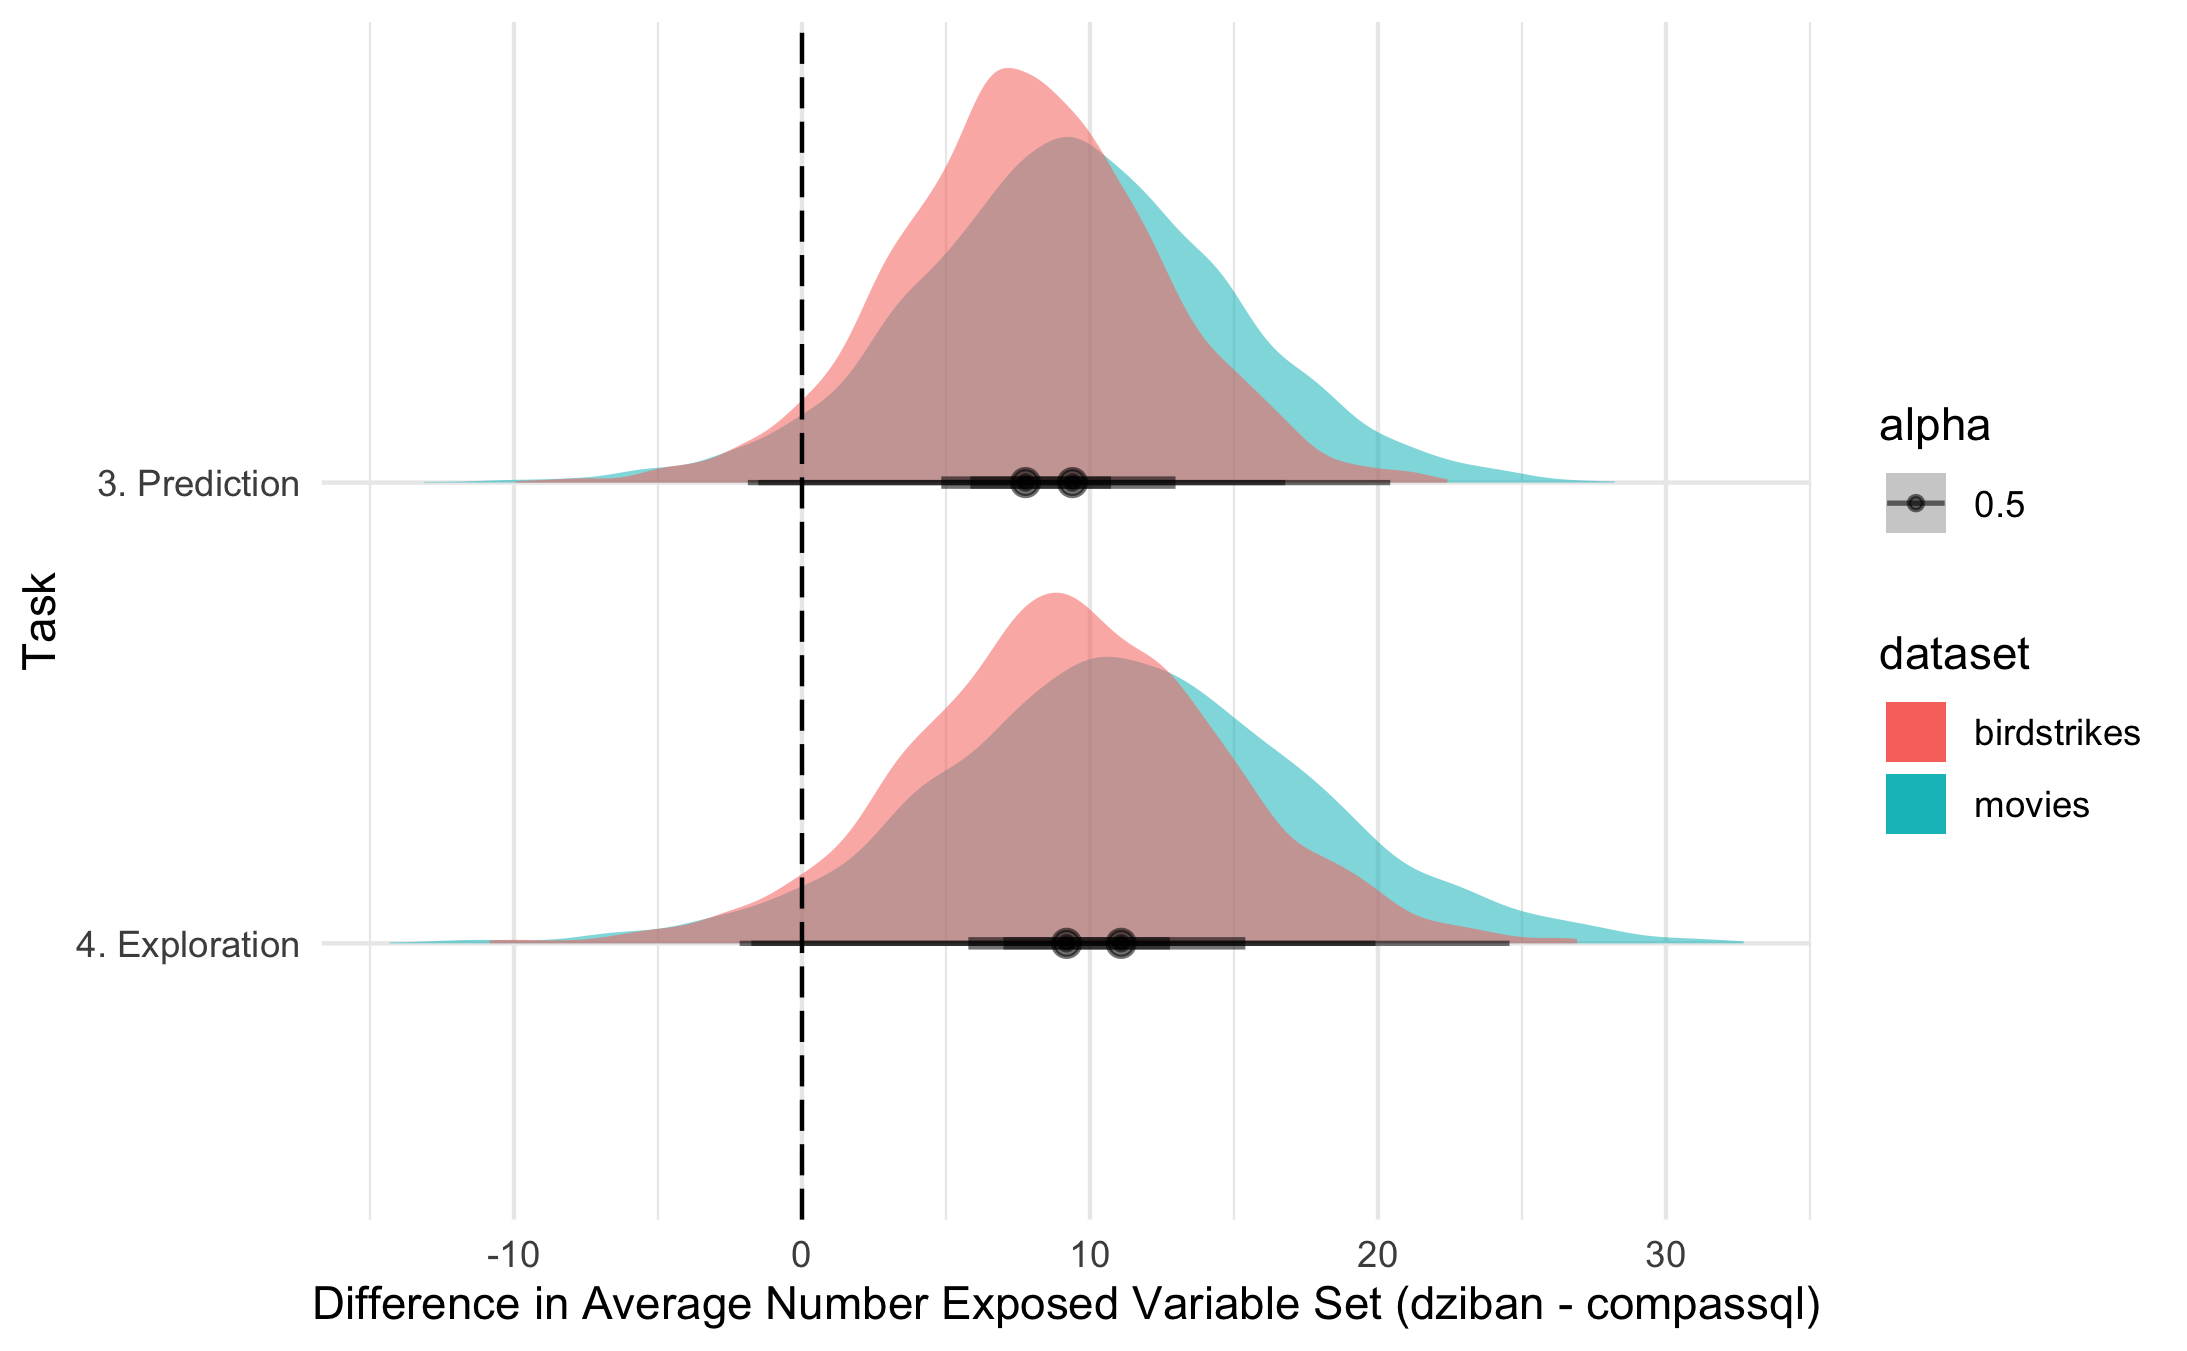 Task
3. Prediction
4. Exploration
-10
0
10
20
30
Difference in Average Number Exposed Variable Set (dziban - compassql)
alpha
0.5
dataset
birdstrikes
movies